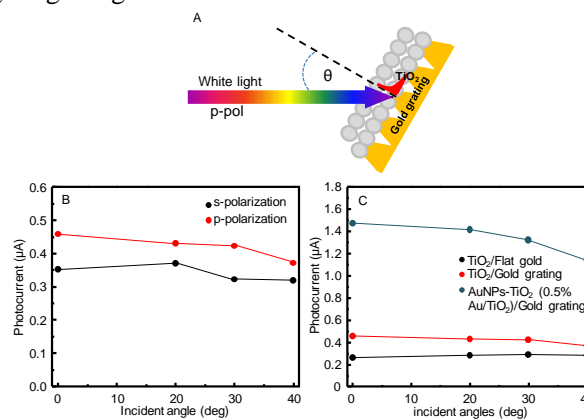 A
White light
p-pol
θ
TiO2
Gold grating
B
s-polarization
p-polarization
Photocurrent (µA)
0.6
0.5
0.4
0.3
0.2
0.1
0.0
0 10 20 30 40
Incident angle (deg)
C
TiO2/Flat gold
TiO2/Gold grating
AuNPs-TiO2 (0.5%
Au/TiO2)/Gold grating
Photocurrent (µA)
1.8
1.6
1.4
1.2
1.0
0.8
0.6
0.4
0.2
0.0
0 10 20 30
incident angles (deg)